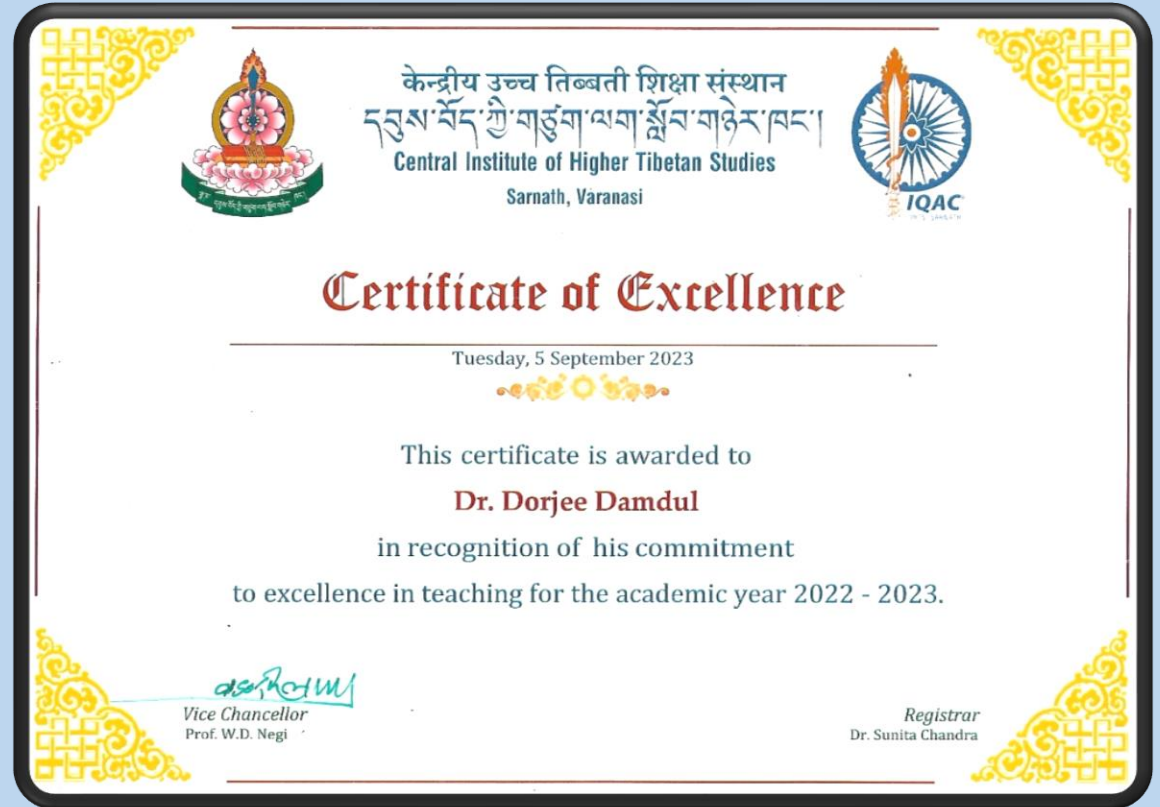 केन्द्रीय उच्च तिब्बती शिक्षा संस्थान
དབུས་བོད་ཀྱི་གཙུག་ལག་སློབ་གཉེར་ཁང་།
Central Institute of Higher Tibetan Studies
Sarnath, Varanasi
IQAC
Certificate of Excellence
Tuesday, 5 September 2023
This certificate is awarded to
Dr. Dorjee Damdul
in recognition of his commitment
to excellence in teaching for the academic year 2022 - 2023.
Vice Chancellor
Prof. W.D. Negi
Registrar
Dr. Sunita Chandra